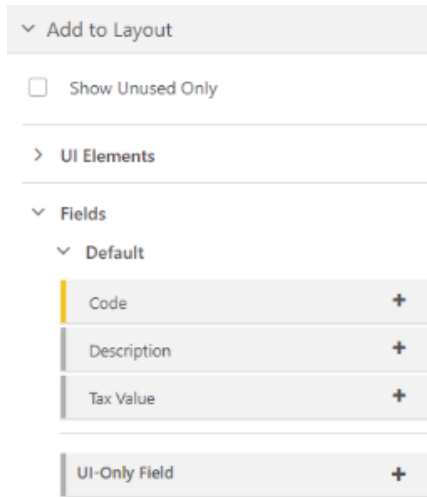 Add to Layout
Show Unused Only
UI Elements
Fields
Default
Code
Description
Tax Value
UI-Only Field